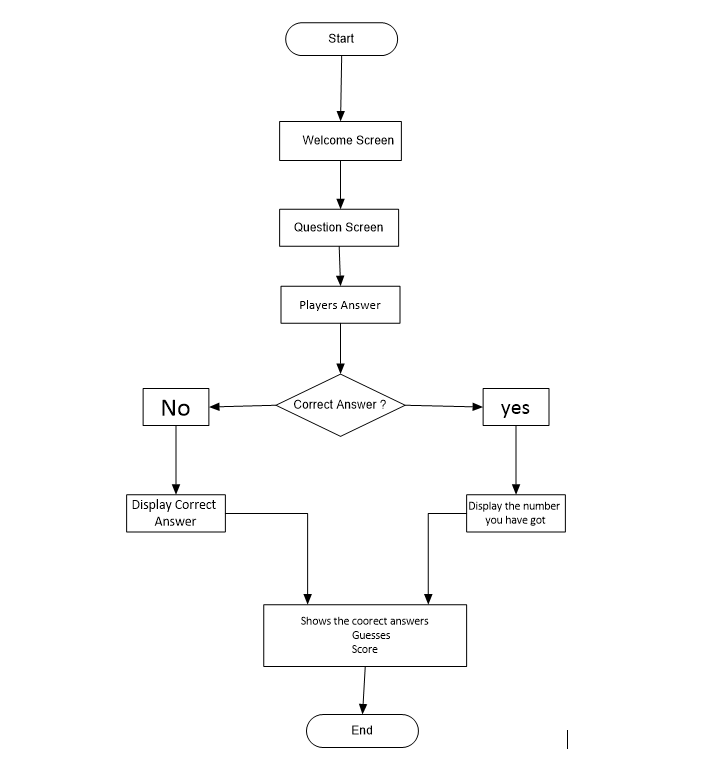 Start
Welcome Screen
Question Screen
Players Answer
Correct Answer ?
No
yes
Display Correct
Answer
Display the number
you have got
Shows the coorect answers
Guesses
Score
End